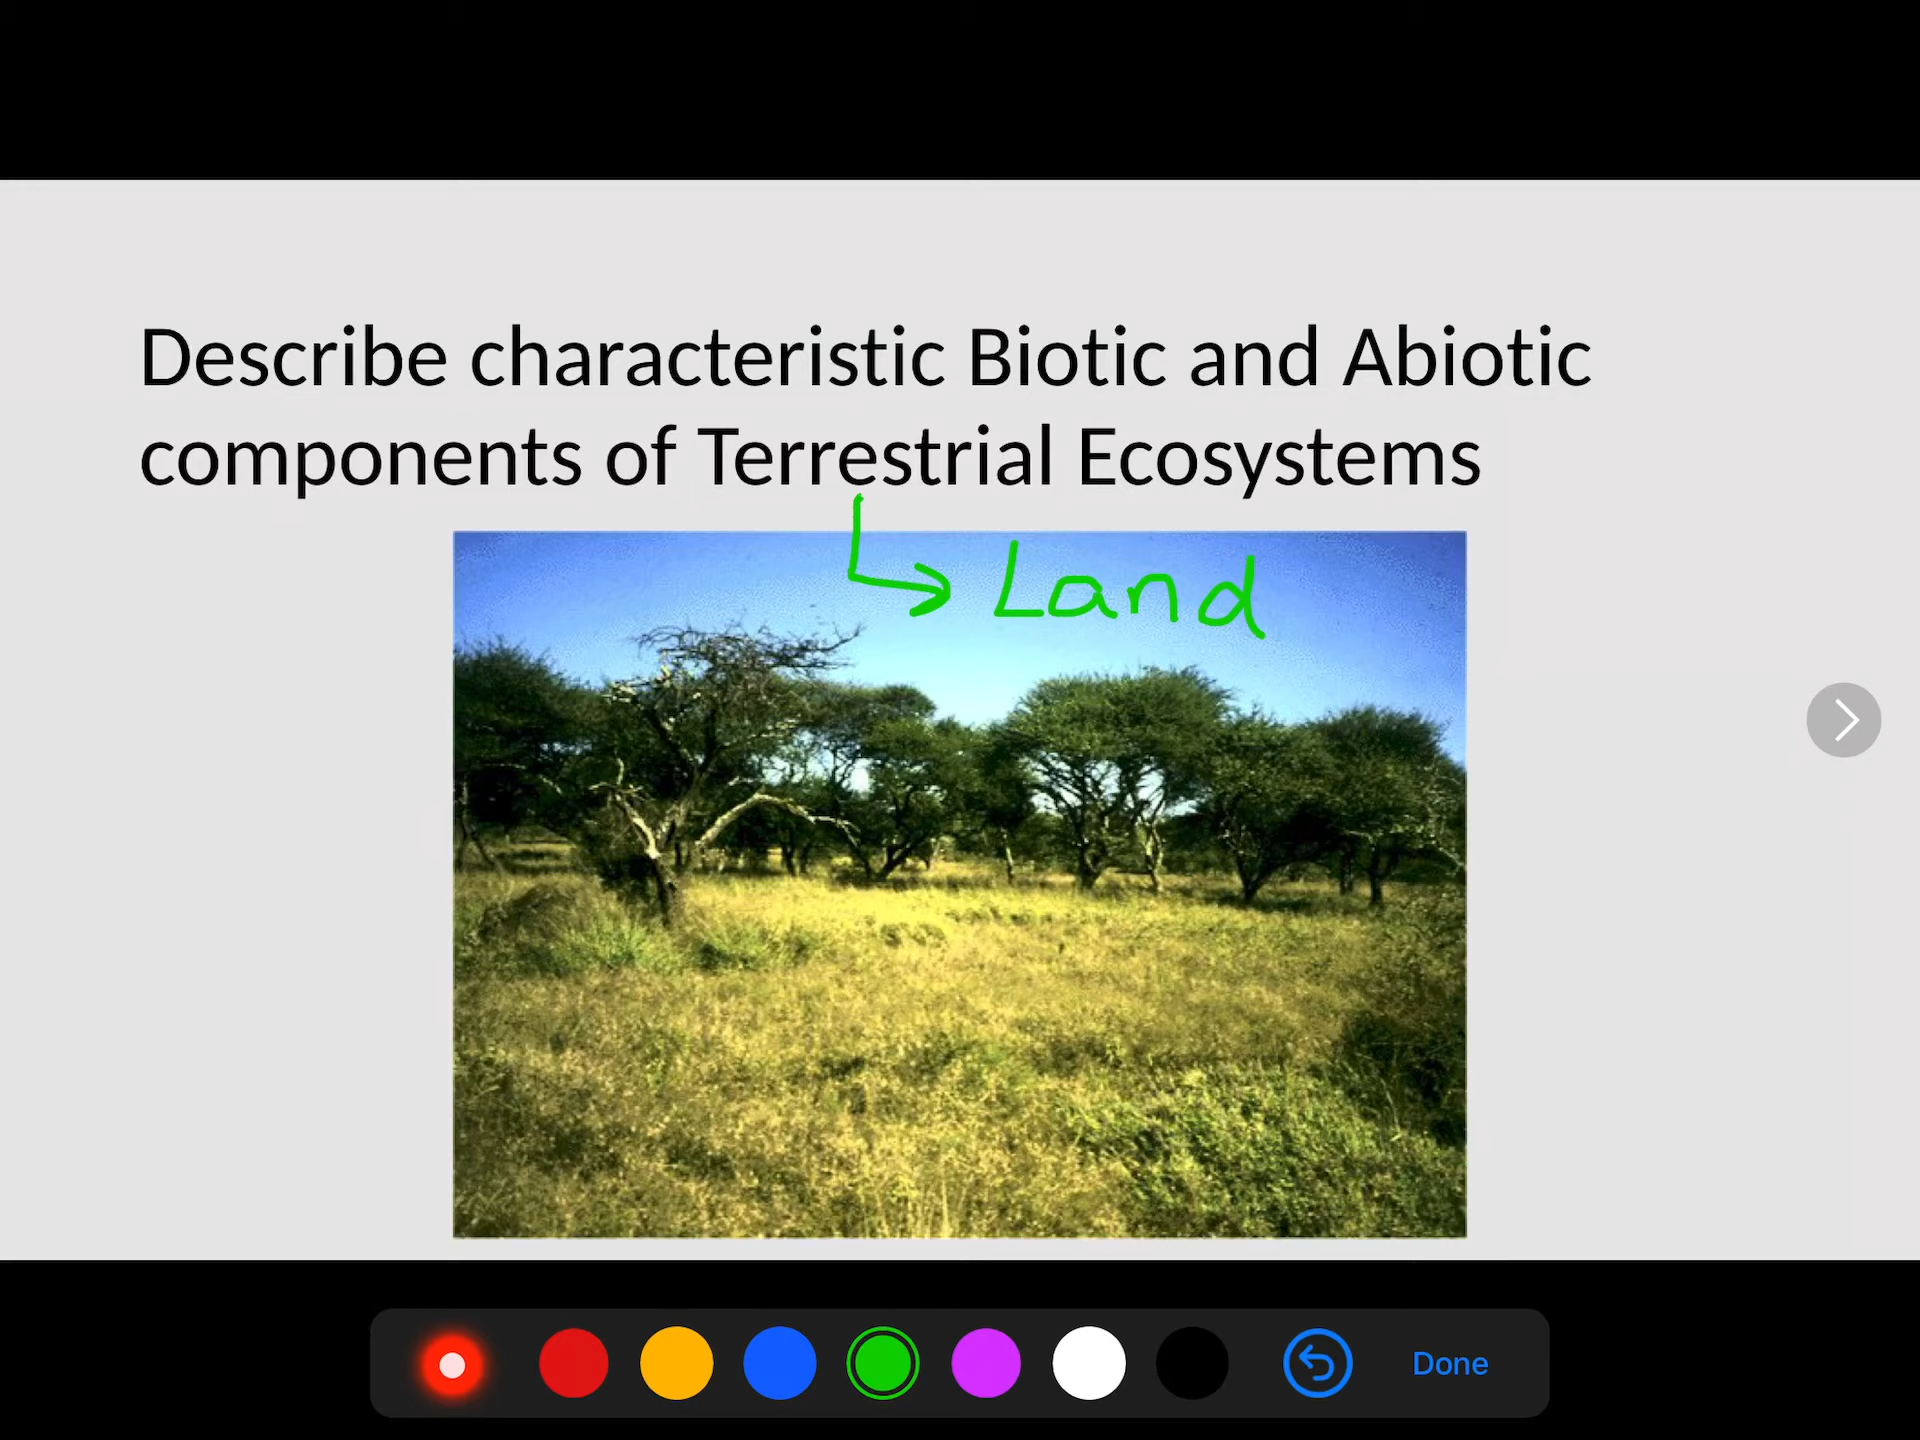 Describe characteristic Biotic and Abiotic
components of Terrestrial Ecosystems
Land
Done